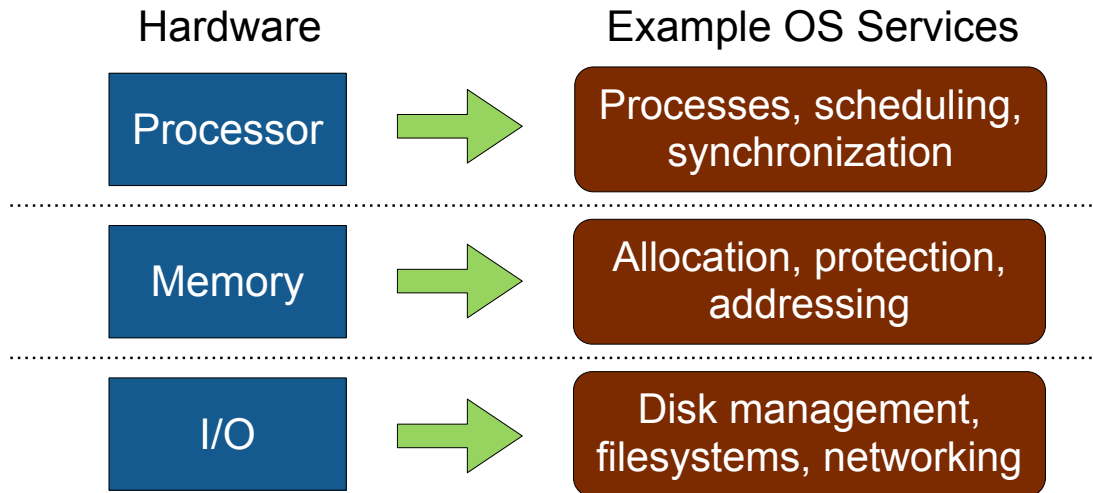 Hardware
Example OS Services
Processor
Processes, scheduling,
synchronization
Memory
Allocation, protection,
addressing
I/O
Disk management,
filesystems, networking